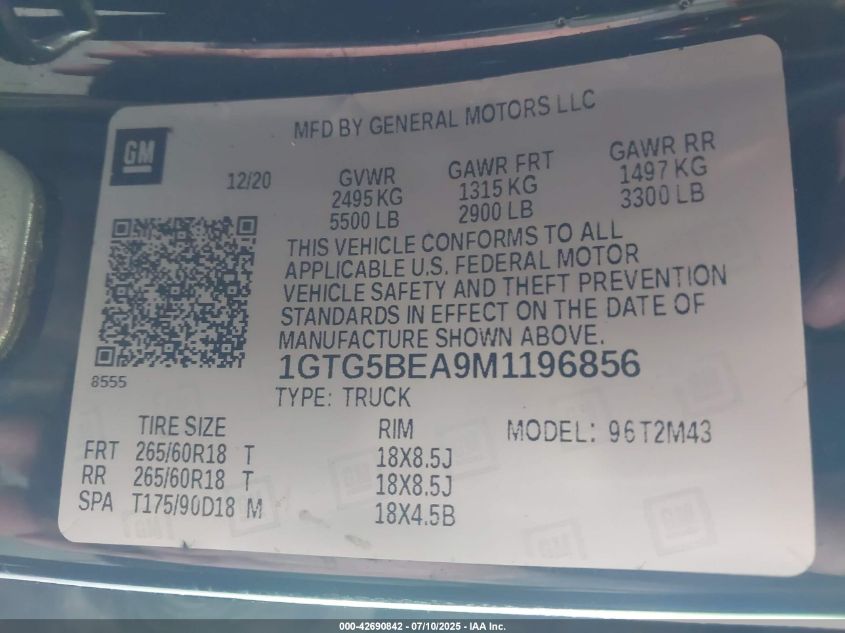 MFD BY GENERAL MOTORS LLC
GM
12/20
GVWR GAWR FRT GAWR RR
2495 KG 1315 KG 1497 KG
5500 LB 2900 LB 3300 LB
THIS VEHICLE CONFORMS TO ALL
APPLICABLE U.S. FEDERAL MOTOR
VEHICLE SAFETY AND THEFT PREVENTION
STANDARDS IN EFFECT ON THE DATE OF
MANUFACTURE SHOWN ABOVE.
1GTG5BEA9M1196856
8555
TYPE: TRUCK
TIRE SIZE RIM MODEL: 96T2M43
FRT 265/60R18 T 18X8.5J
RR 265/60R18 T 18X8.5J
SPA T175/90D18 M 18X4.5B
000-42690842 - 07/10/2025 - IAA Inc.